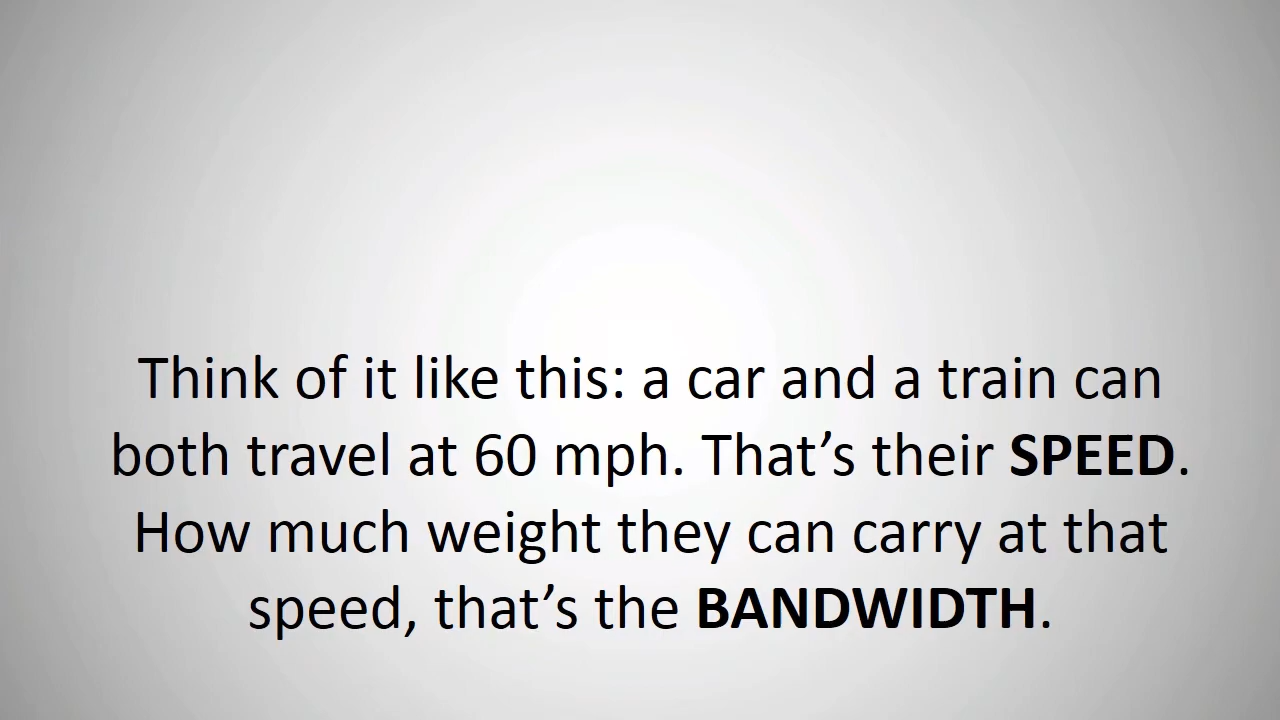 Think of it like this: a car and a train can
both travel at 60 mph. That’s their SPEED.
How much weight they can carry at that
speed, that’s the BANDWIDTH.